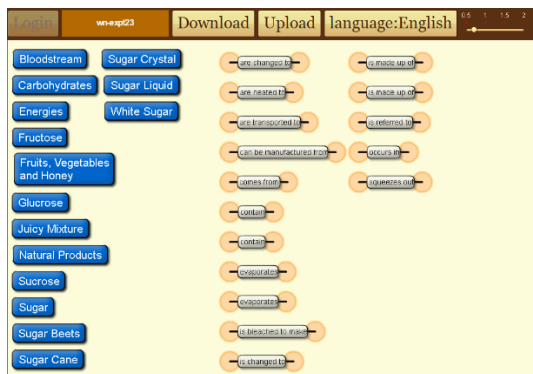 Login wn-expt23 Download Upload language:English 0.5 1 1.5 2
Bloodstream
Carbohydrates
Energies
Fructose
Fruits, Vegetables
and Honey
Glucrose
Juicy Mixture
Natural Products
Sucrose
Sugar
Sugar Beets
Sugar Cane
Sugar Crystal
Sugar Liquid
White Sugar
are changed to
are heated to
are transported to
can be manufactured from
comes from
contain
contain
evaporates
evaporates
is bleached to make
is changed to
is made up of
is made up of
is referred to
occurs in
squeezes out